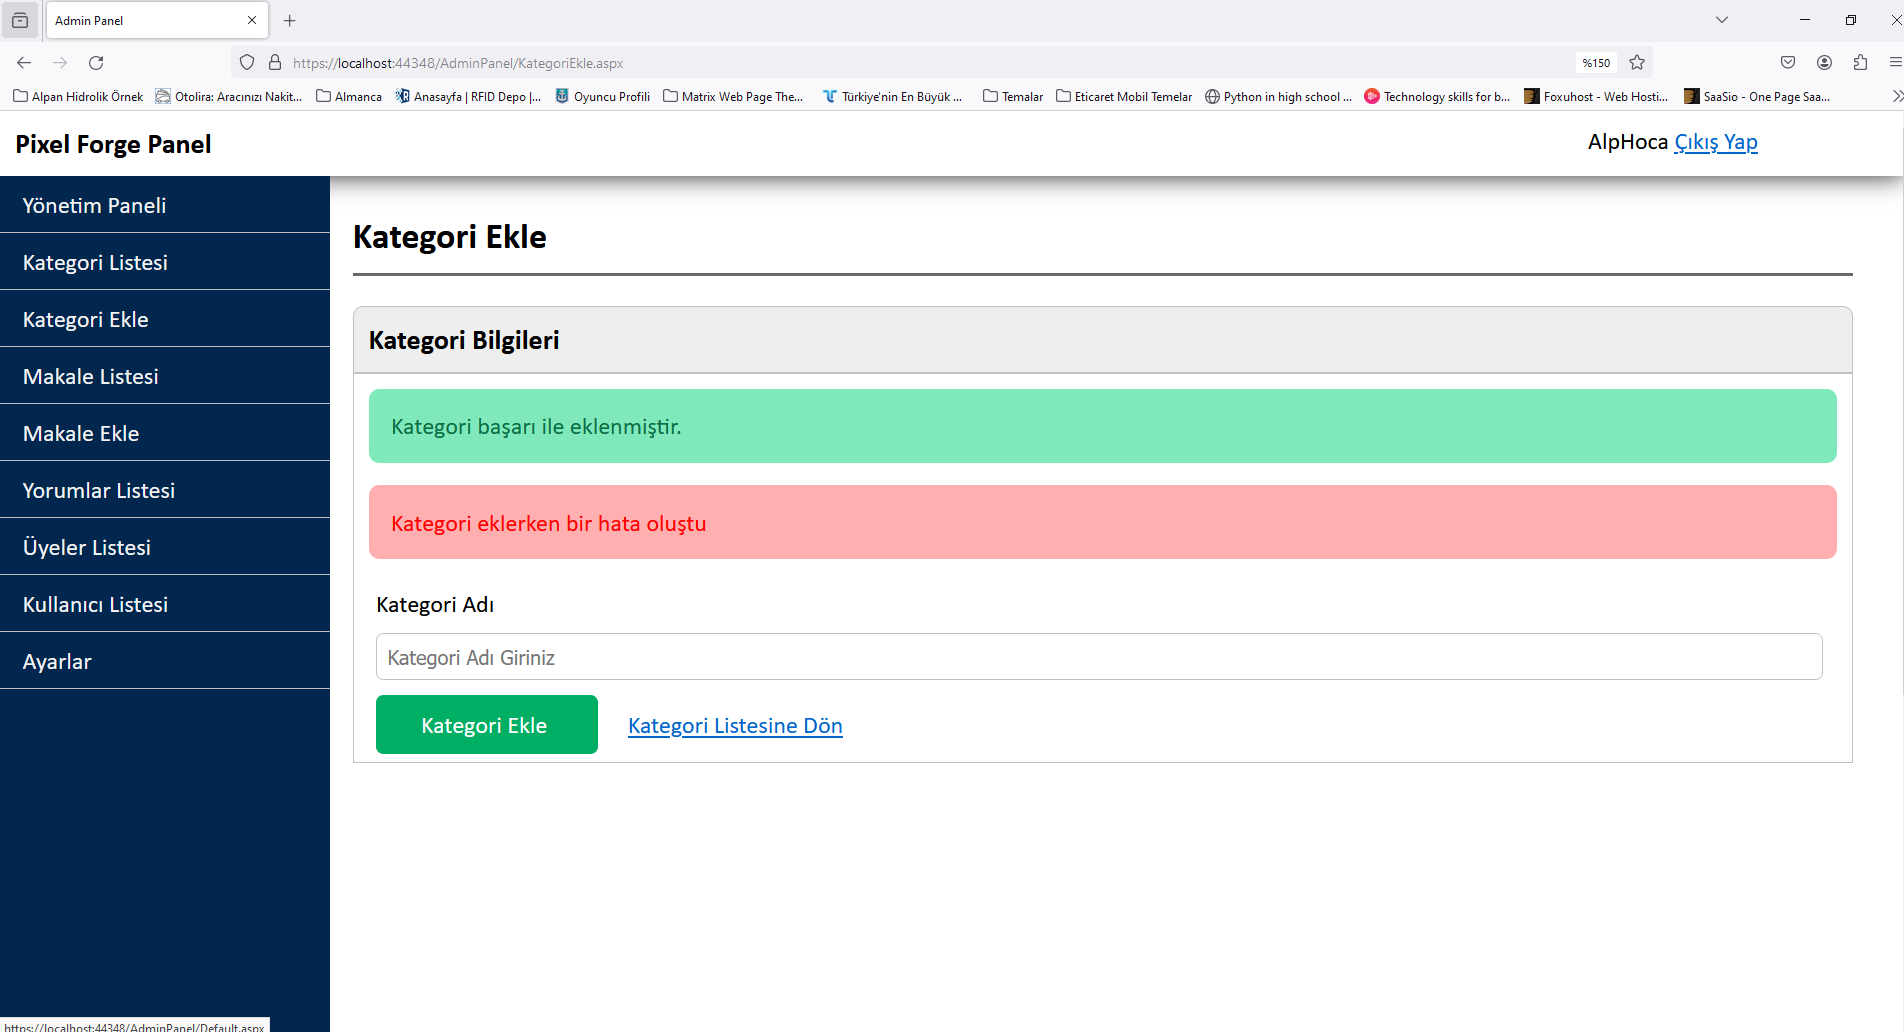 Admin Panel
https://localhost:44348/AdminPanel/KategoriEkle.aspx
%150
Alpan Hidrolik Örnek
Otolira: Aracınızı Nakit...
Almanca
Anasayfa | RFID Depo |...
Oyuncu Profili
Matrix Web Page The...
Türkiye'nin En Büyük ...
Temalar
Eticaret Mobil Temelar
Python in high school ...
Technology skills for b...
Foxuhost - Web Hosti...
SaaSio - One Page Saa...
Pixel Forge Panel
AlpHoca Çıkış Yap
Yönetim Paneli
Kategori Listesi
Kategori Ekle
Makale Listesi
Makale Ekle
Yorumlar Listesi
Üyeler Listesi
Kullanıcı Listesi
Ayarlar
Kategori Ekle
Kategori Bilgileri
Kategori başarı ile eklenmiştir.
Kategori eklerken bir hata oluştu
Kategori Adı
Kategori Adı Giriniz
Kategori Ekle
Kategori Listesine Dön
https://localhost:44348/AdminPanel/Default.aspx